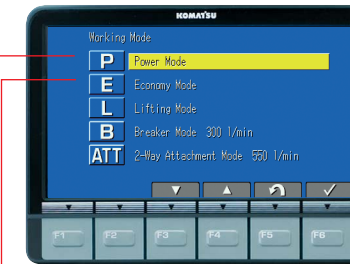 KOMATSU
Working Mode
P Power Mode
E Economy Mode
L Lifting Mode
B Breaker Mode 300 l/min
ATT 2-Way Attachment Mode 550 l/min
F1 F2 F3 F4 F5 F6